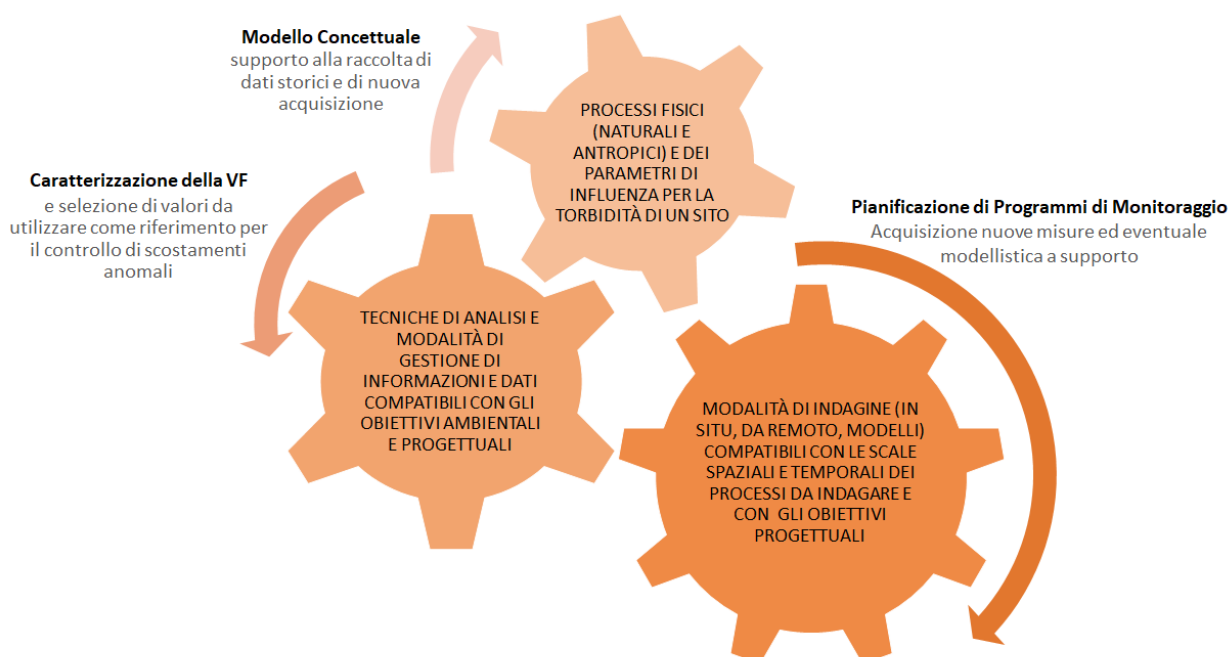 Modello Concettuale
supporto alla raccolta di
dati storici e di nuova
acquisizione
PROCESSI FISICI
(NATURALI E
ANTROPICI) E DEI
PARAMETRI DI
INFLUENZA PER LA
TORBIDITÀ DI UN SITO
Caratterizzazione della VF
e selezione di valori da
utilizzare come riferimento per
il controllo di scostamenti
anomali
Pianificazione di Programmi di Monitoraggio
Acquisizione nuove misure ed eventuale
modellistica a supporto
TECNICHE DI ANALISI E
MODALITÀ DI
GESTIONE DI
INFORMAZIONI E DATI
COMPATIBILI CON GLI
OBIETTIVI AMBIENTALI
E PROGETTUALI
MODALITÀ DI INDAGINE (IN
SITU, DA REMOTO, MODELLI)
COMPATIBILI CON LE SCALE
SPAZIALI E TEMPORALI DEI
PROCESSI DA INDAGARE E
CON GLI OBIETTIVI
PROGETTUALI